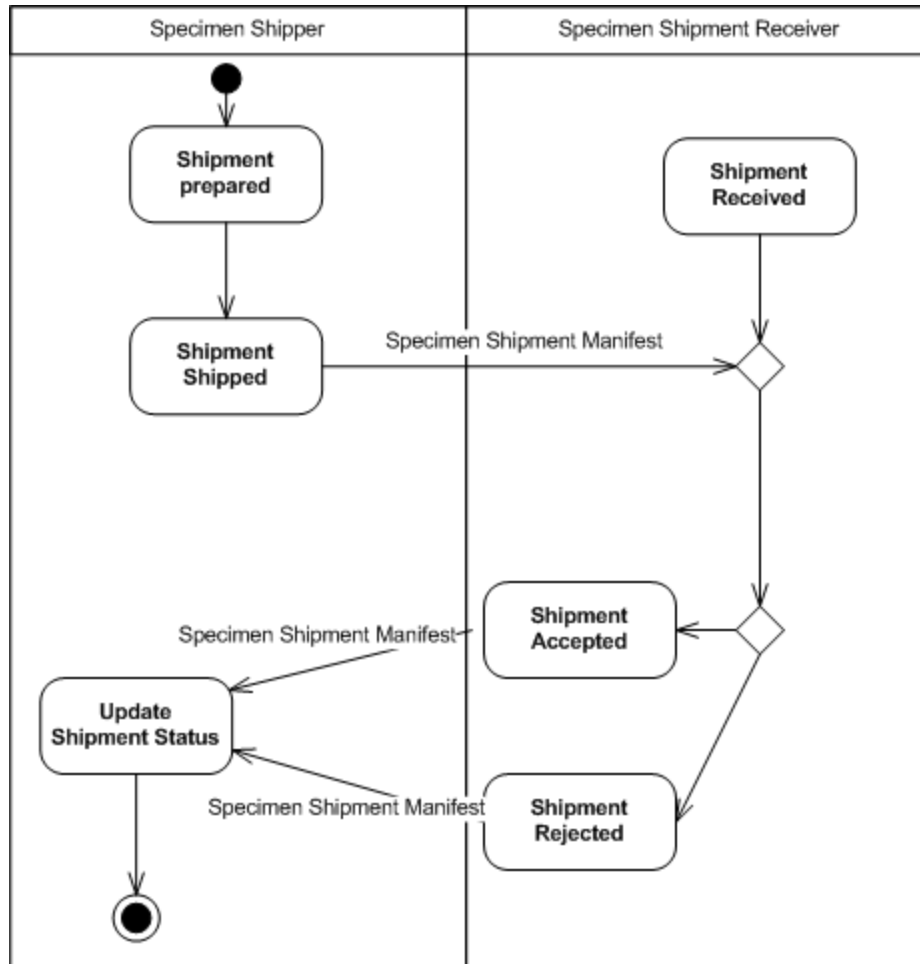 Specimen Shipper
Specimen Shipment Receiver
Shipment
prepared
Shipment
Received
Shipment
Shipped
Specimen Shipment Manifest
Shipment
Accepted
Specimen Shipment Manifest
Update
Shipment Status
Specimen Shipment Manifest
Shipment
Rejected